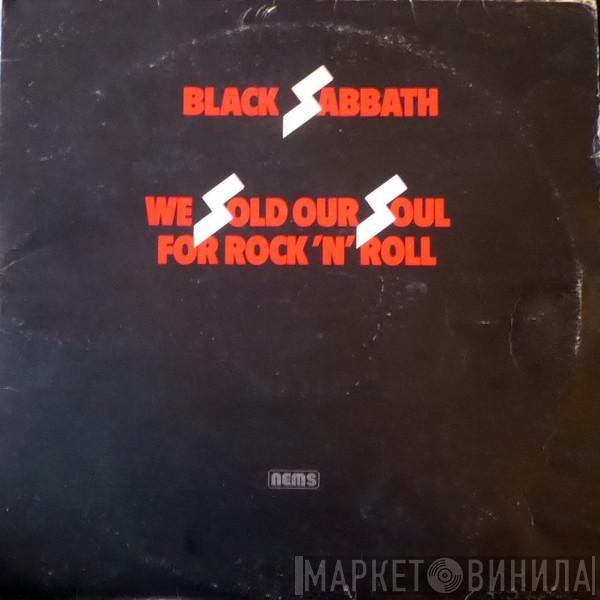 BLACK SABBATH
WE SOLD OUR SOUL
FOR ROCK 'N' ROLL
nems
МАРКЕТ ВИНИЛА